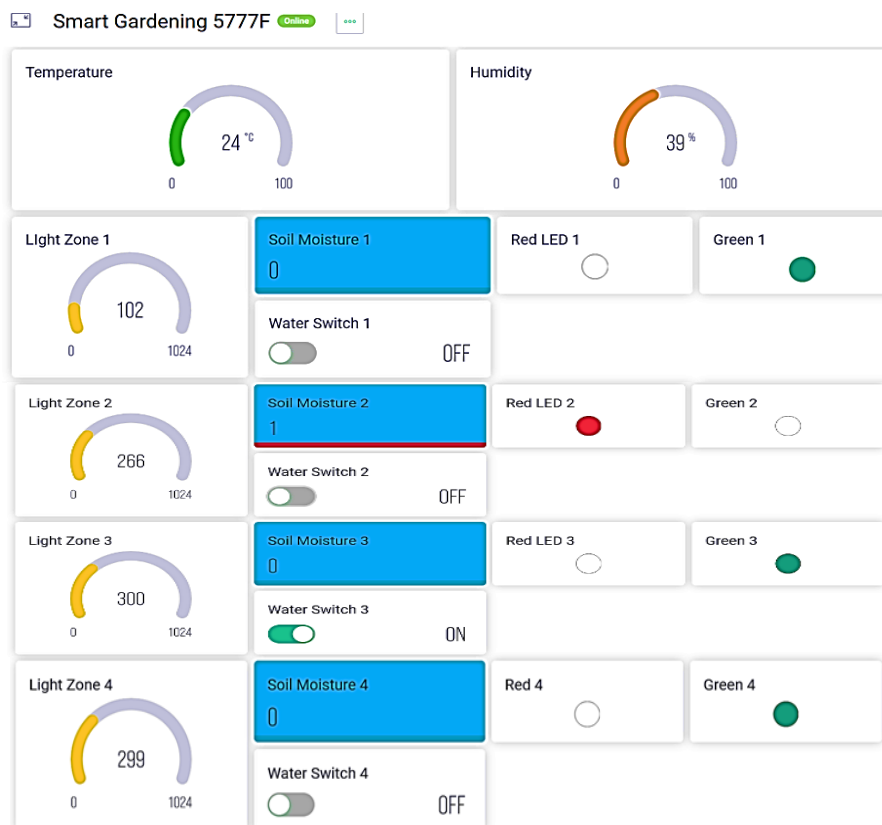 Smart Gardening 5777F Online
Temperature
24 °C
0 100
Humidity
39 %
0 100
LIght Zone 1
102
0 1024
Soil Moisture 1
0
Water Switch 1
OFF
Red LED 1
Green 1
Light Zone 2
266
0 1024
Soil Moisture 2
1
Water Switch 2
OFF
Red LED 2
Green 2
Light Zone 3
300
0 1024
Soil Moisture 3
0
Water Switch 3
ON
Red LED 3
Green 3
Light Zone 4
299
0 1024
Soil Moisture 4
0
Water Switch 4
OFF
Red 4
Green 4